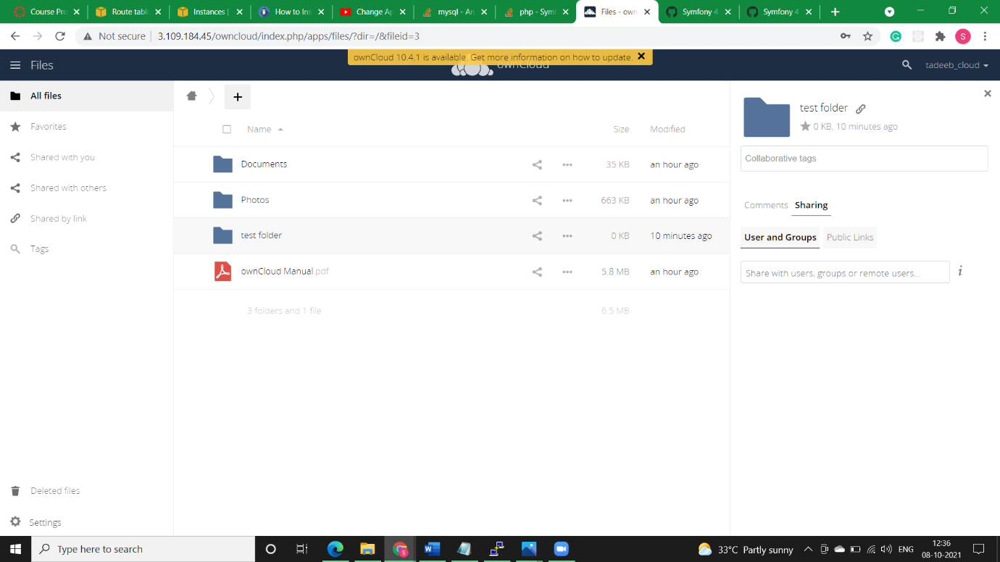 Course Pro
Route tabl
Instances |
How to Ins
Change Ap
mysql - An
php - Symf
Files - own
Symfony 4
Symfony 4
Not secure
3.109.184.45/owncloud/index.php/apps/files/?dir=/&fileid=3
S
ownCloud 10.4.1 is available. Get more information on how to update.
Files
ownCloud
tadeeb_cloud
All files
Favorites
Shared with you
Shared with others
Shared by link
Tags
Deleted files
Settings
+
Name
Size
Modified
Documents
35 KB
an hour ago
Photos
663 KB
an hour ago
test folder
0 KB
10 minutes ago
ownCloud Manual.pdf
5.8 MB
an hour ago
3 folders and 1 file
6.5 MB
test folder
0 KB, 10 minutes ago
Collaborative tags
Comments
Sharing
User and Groups
Public Links
Share with users, groups or remote users...
i
Type here to search
33°C Partly sunny
ENG
12:36
08-10-2021